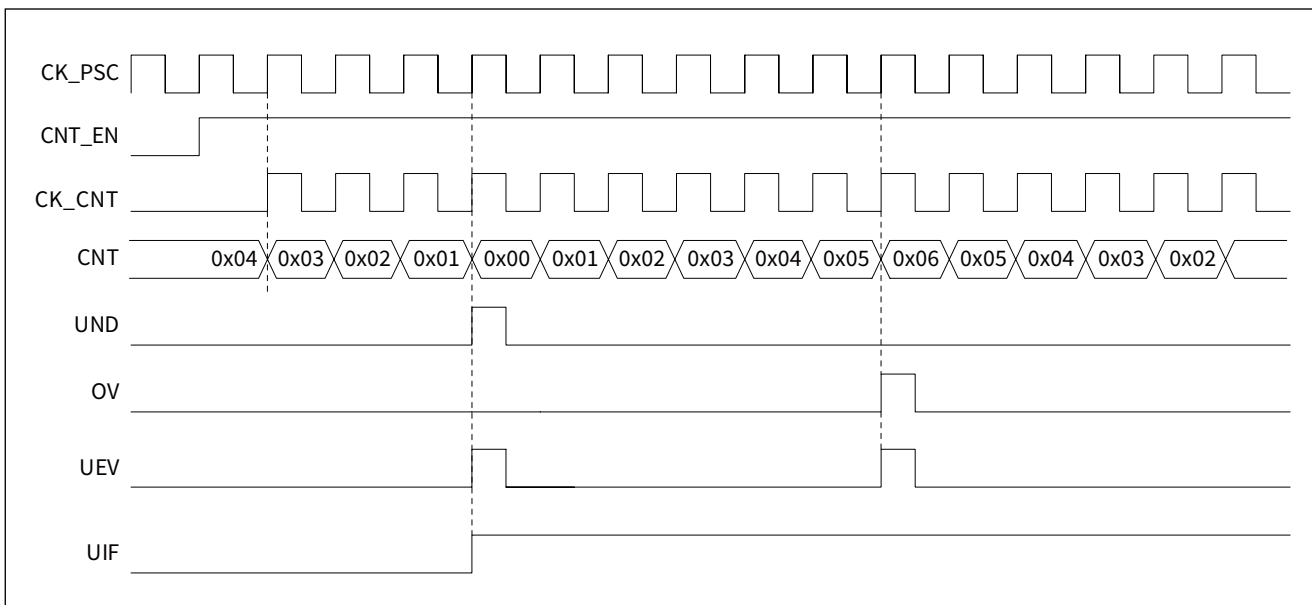 CK_PSC
CNT_EN
CK_CNT
CNT 0x04 0x03 0x02 0x01 0x00 0x01 0x02 0x03 0x04 0x05 0x06 0x05 0x04 0x03 0x02
UND
OV
UEV
UIF